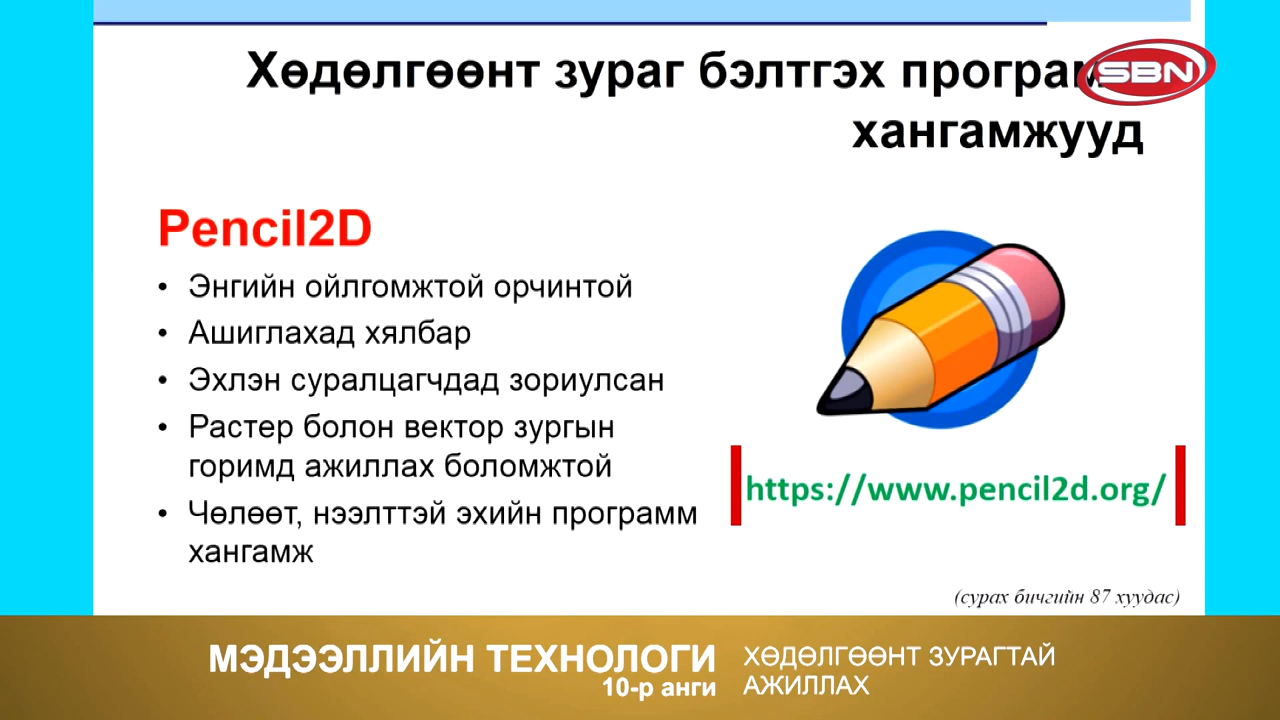 Хөдөлгөөнт зураг бэлтгэх програм
SBN
хангамжууд
Pencil2D
• Энгийн ойлгомжтой орчинтой
• Ашиглахад хялбар
• Эхлэн суралцагчдад зориулсан
• Растер болон вектор зургын
горимд ажиллах боломжтой
• Чөлөөт, нээлттэй эхийн программ
хангамж
https://www.pencil2d.org/
(сурах бичгийн 87 хуудас)
МЭДЭЭЛЛИЙН ТЕХНОЛОГИ
10-р анги
ХӨДӨЛГӨӨНТ ЗУРАГТАЙ
АЖИЛЛАХ